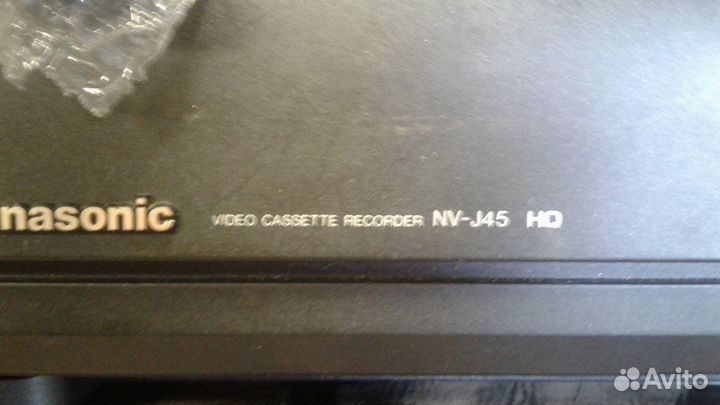 nasonic VIDEO CASSETTE RECORDER NV-J45 HQ
Avito